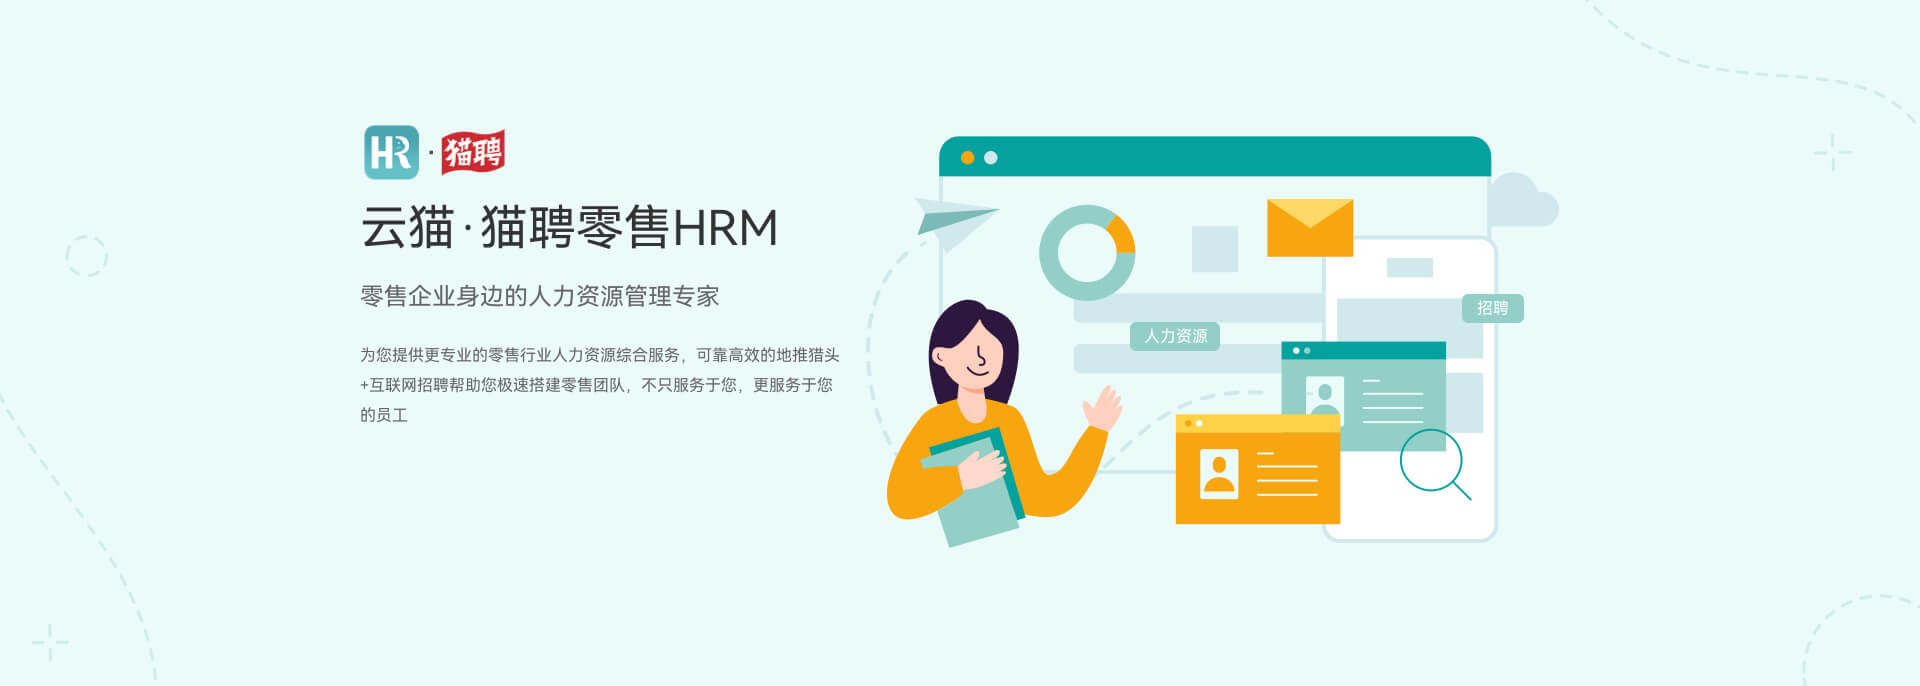 HR·猫聘
云猫·猫聘零售HRM
零售企业身边的人力资源管理专家
为您提供更专业的零售行业人力资源综合服务，可靠高效的地推猎头
+互联网招聘帮助您极速搭建零售团队，不只服务于您，更服务于您
的员工
招聘
人力资源